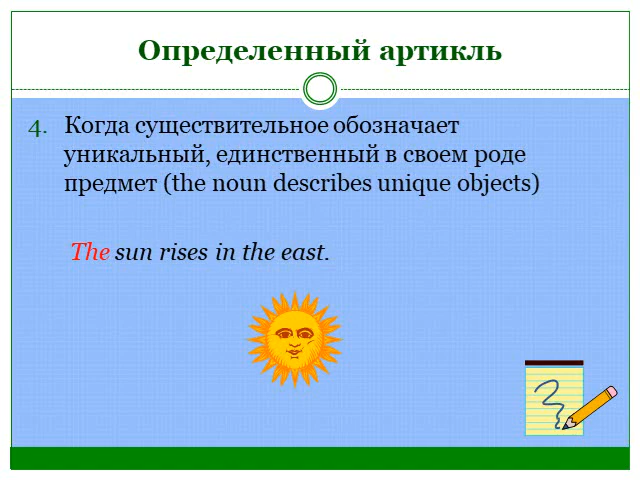 Определенный артикль
4. Когда существительное обозначает
уникальный, единственный в своем роде
предмет (the noun describes unique objects)
The sun rises in the east.